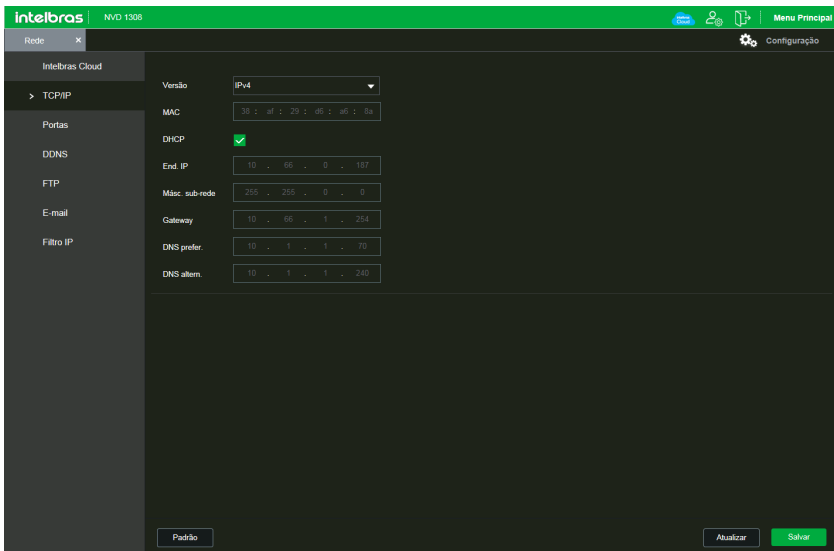 intelbras NVD 1308 Menu Principal
Rede × Configuração
Intelbras Cloud
> TCP/IP
Portas
DDNS
FTP
E-mail
Filtro IP
Versão IPv4
MAC 38 : af : 29 : d6 : a6 : 8a
DHCP
End. IP 10 . 66 . 0 . 187
Másc. sub-rede 255 . 255 . 0 . 0
Gateway 10 . 66 . 1 . 254
DNS prefer. 10 . 1 . 1 . 70
DNS altern. 10 . 1 . 1 . 240
Padrão Atualizar Salvar